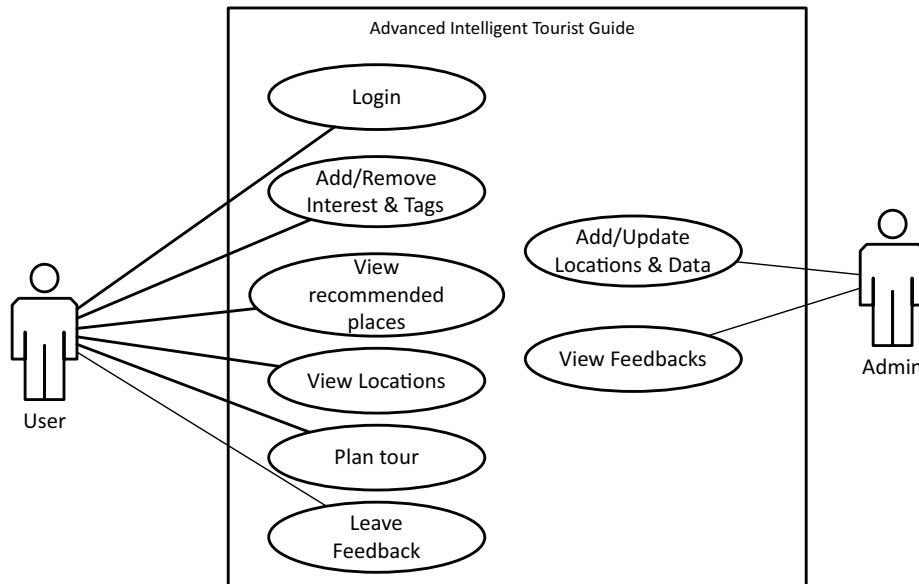 Advanced Intelligent Tourist Guide
Login
Add/Remove
Interest & Tags
View
recommended
places
View Locations
Plan tour
Leave
Feedback
Add/Update
Locations & Data
View Feedbacks
User
Admin